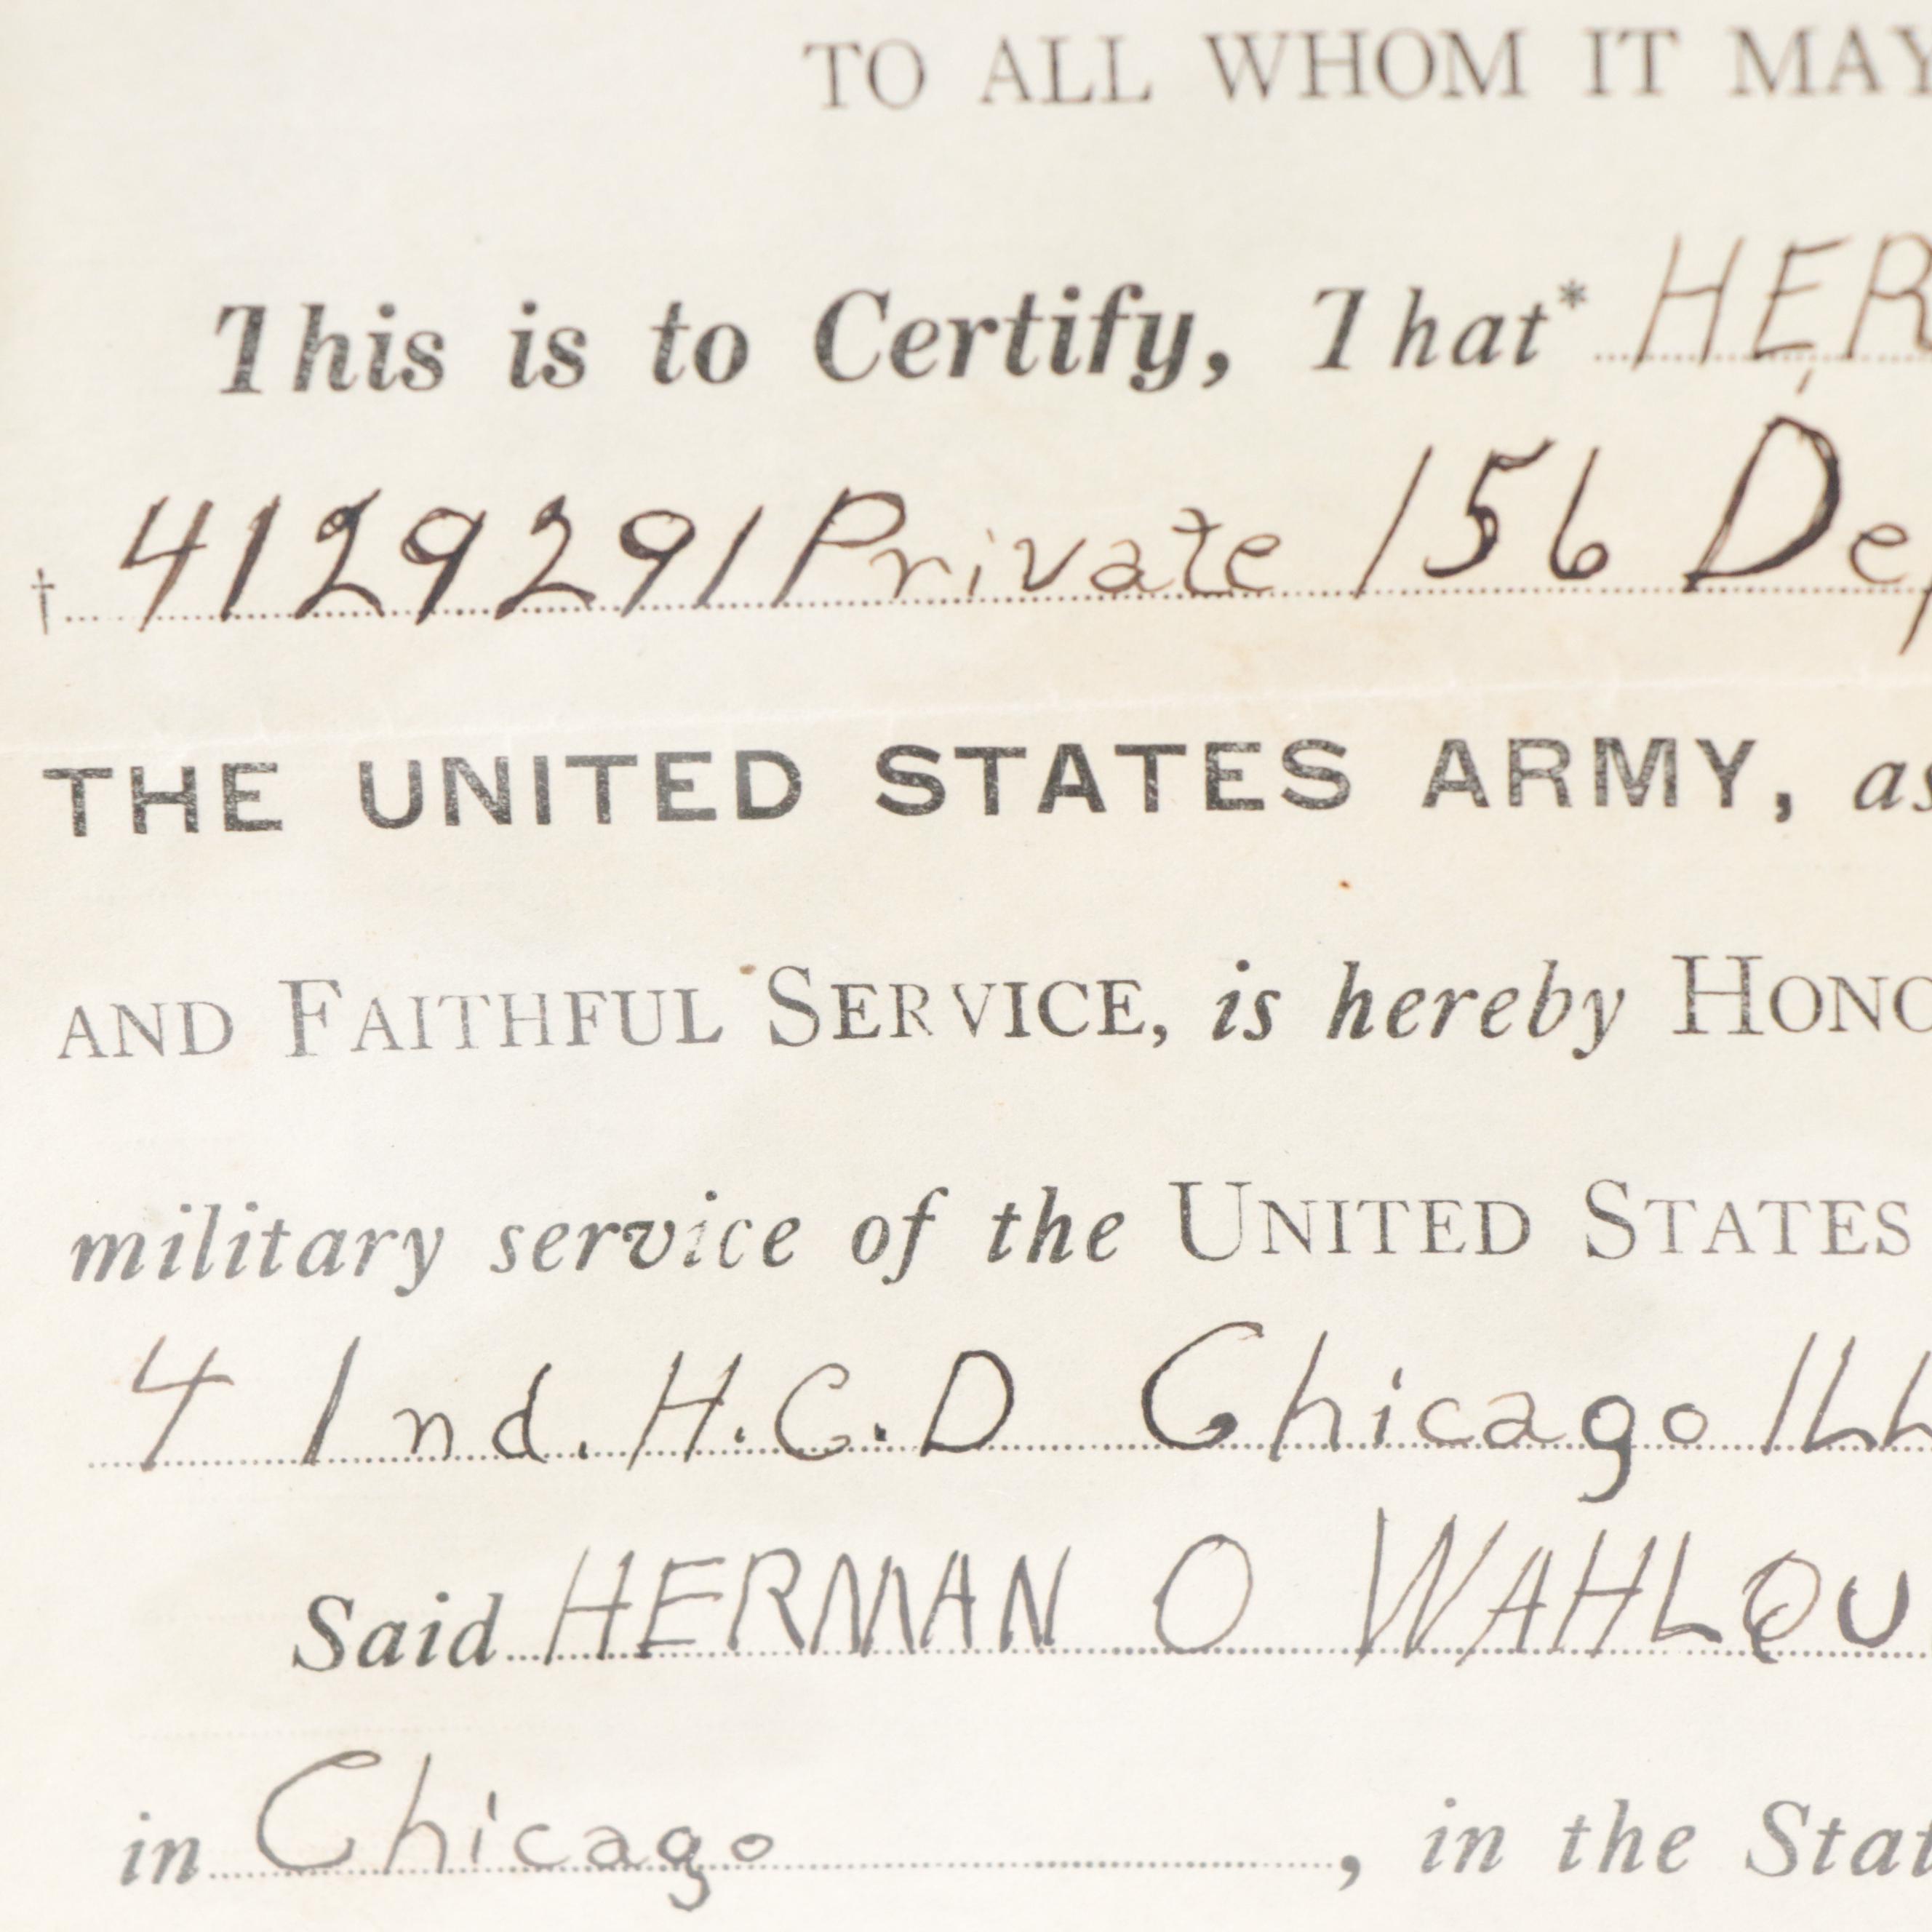 TO ALL WHOM IT MAY
This is to Certify, That* HER
† 4129291 Private 156 Dep
THE UNITED STATES ARMY, as
AND FAITHFUL SERVICE, is hereby HONO
military service of the UNITED STATES
4 Ind. H.C.D Chicago ILL
Said HERMAN O WAHLQU
in Chicago, in the Stat